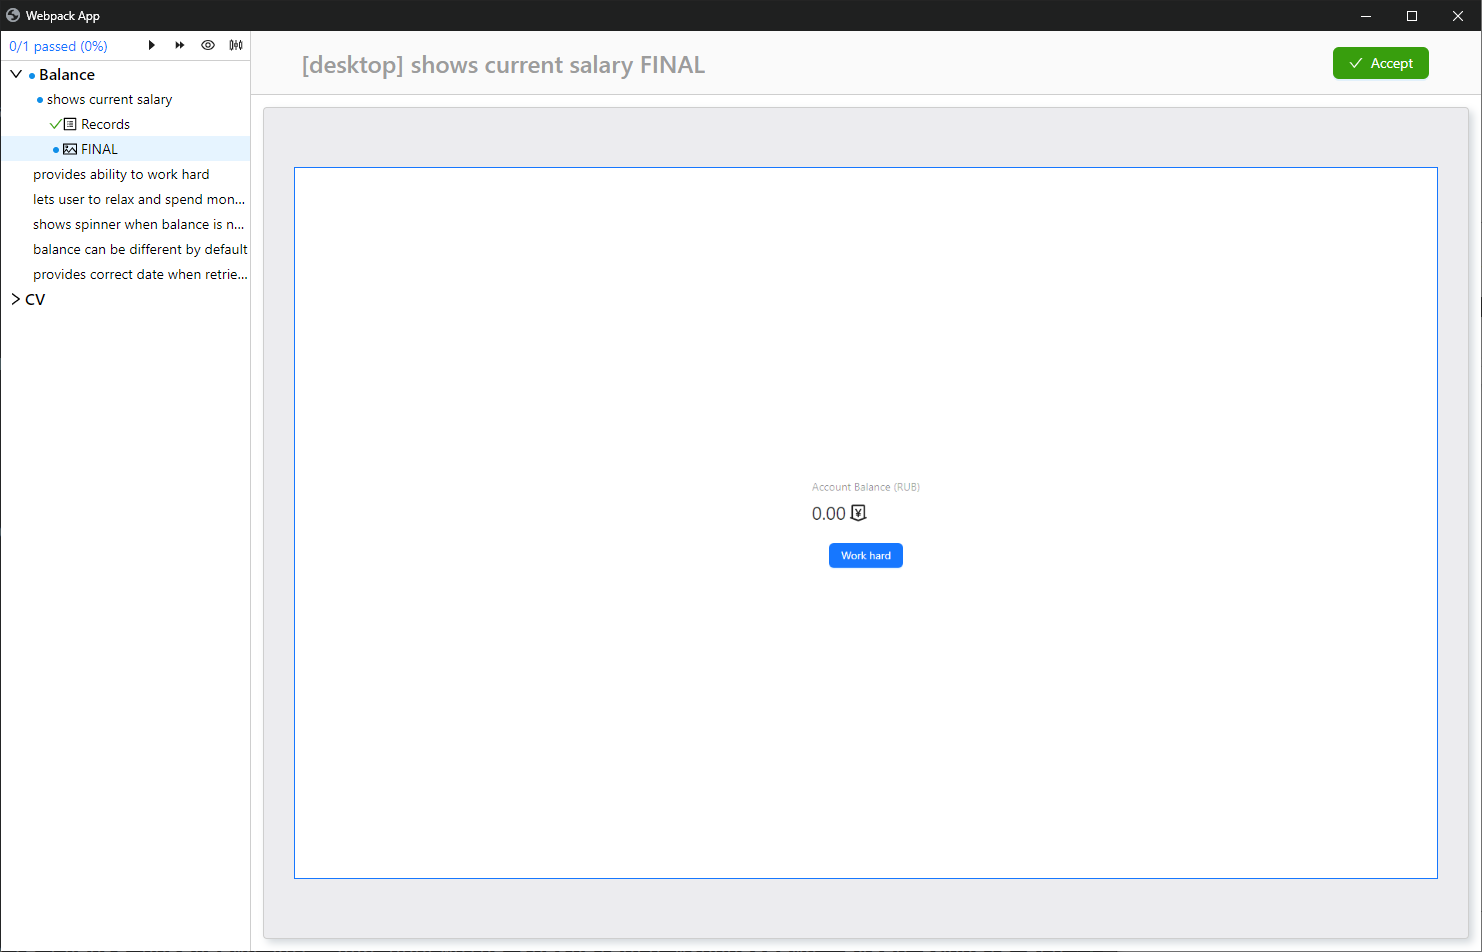 Webpack App
0/1 passed (0%)
Balance
shows current salary
Records
FINAL
provides ability to work hard
lets user to relax and spend mon...
shows spinner when balance is n...
balance can be different by default
provides correct date when retrie...
CV
[desktop] shows current salary FINAL
Accept
Account Balance (RUB)
0.00
Work hard